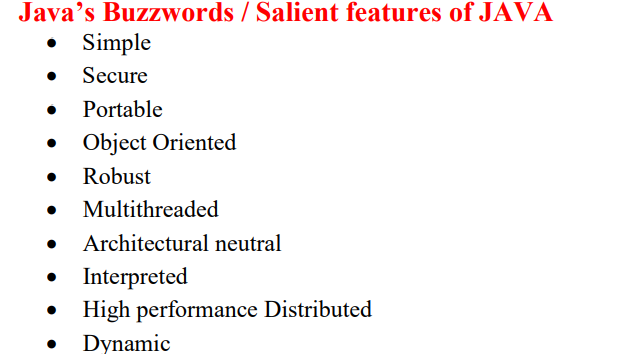 Java's Buzzwords / Salient features of JAVA
• Simple
• Secure
• Portable
• Object Oriented
• Robust
• Multithreaded
• Architectural neutral
• Interpreted
• High performance Distributed
• Dynamic